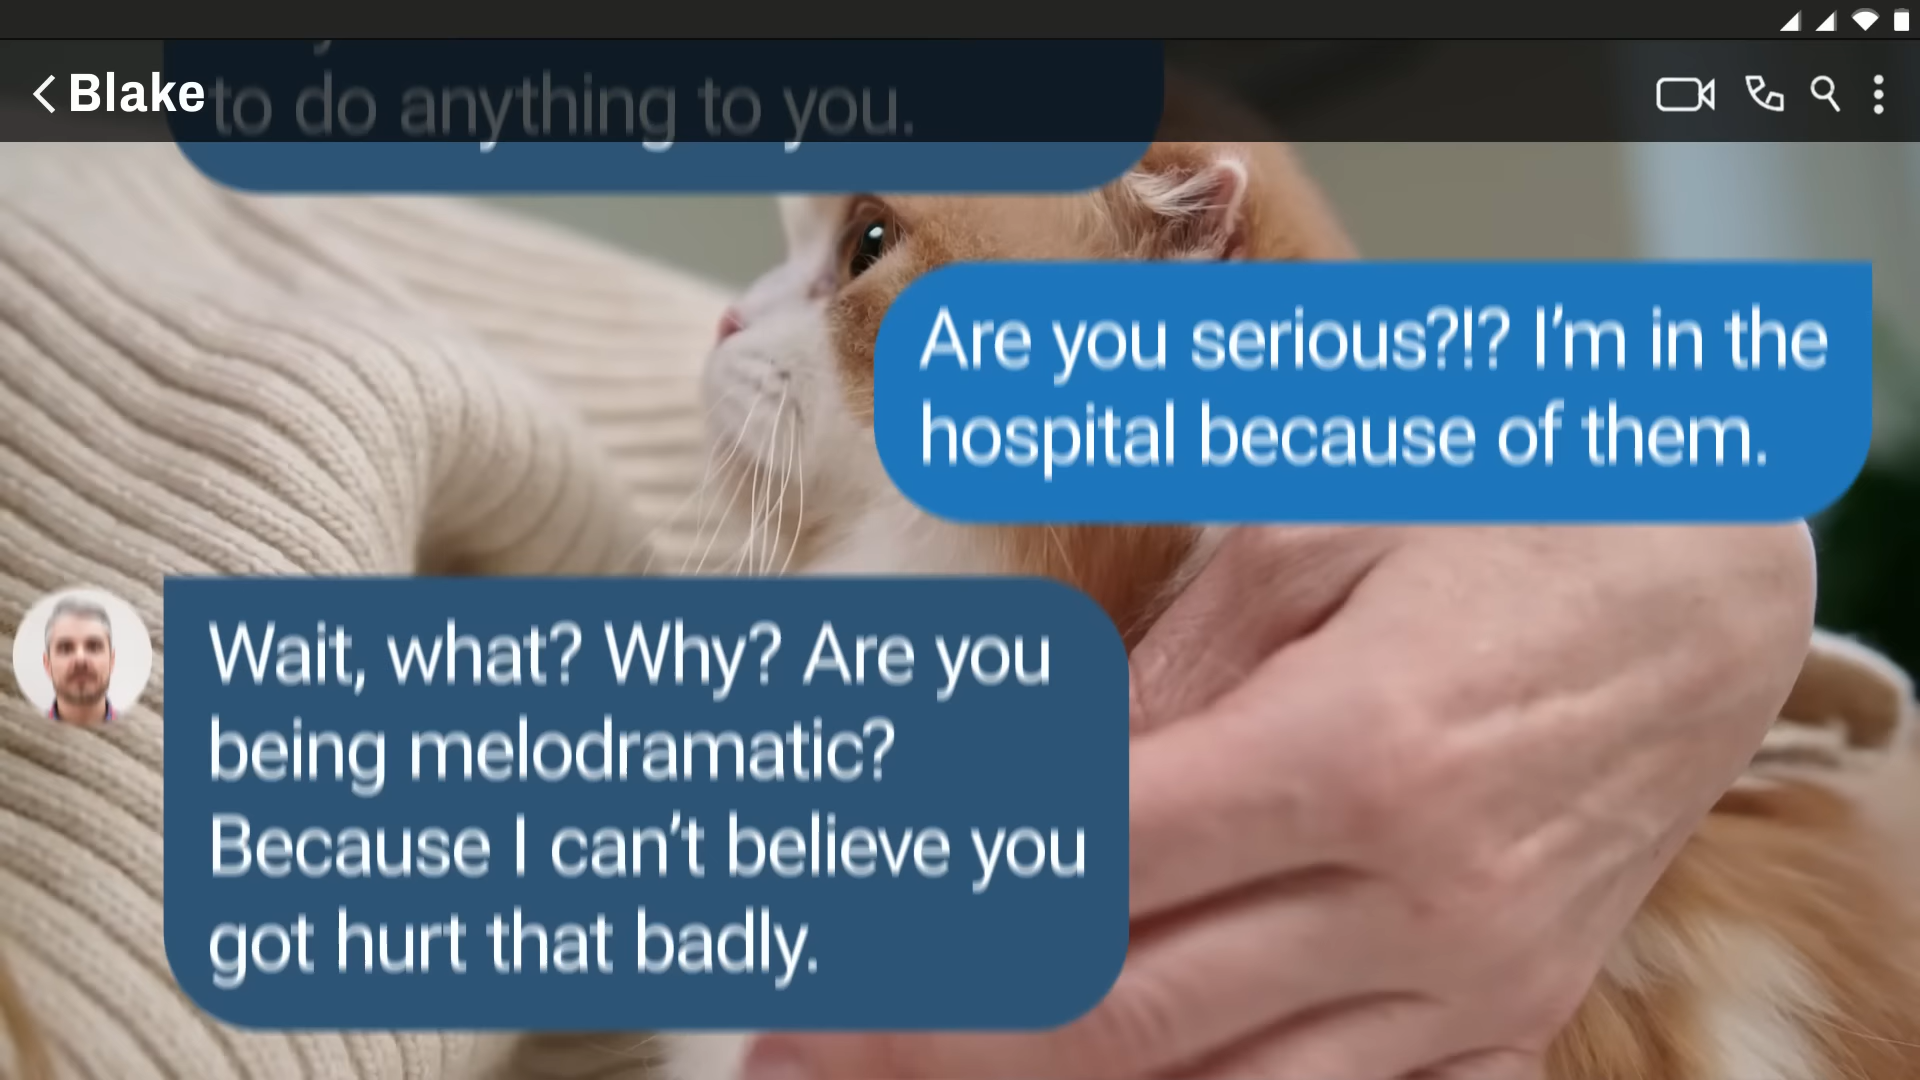 Blake
to do anything to you.
Are you serious?!? I’m in the
hospital because of them.
Wait, what? Why? Are you
being melodramatic?
Because I can’t believe you
got hurt that badly.